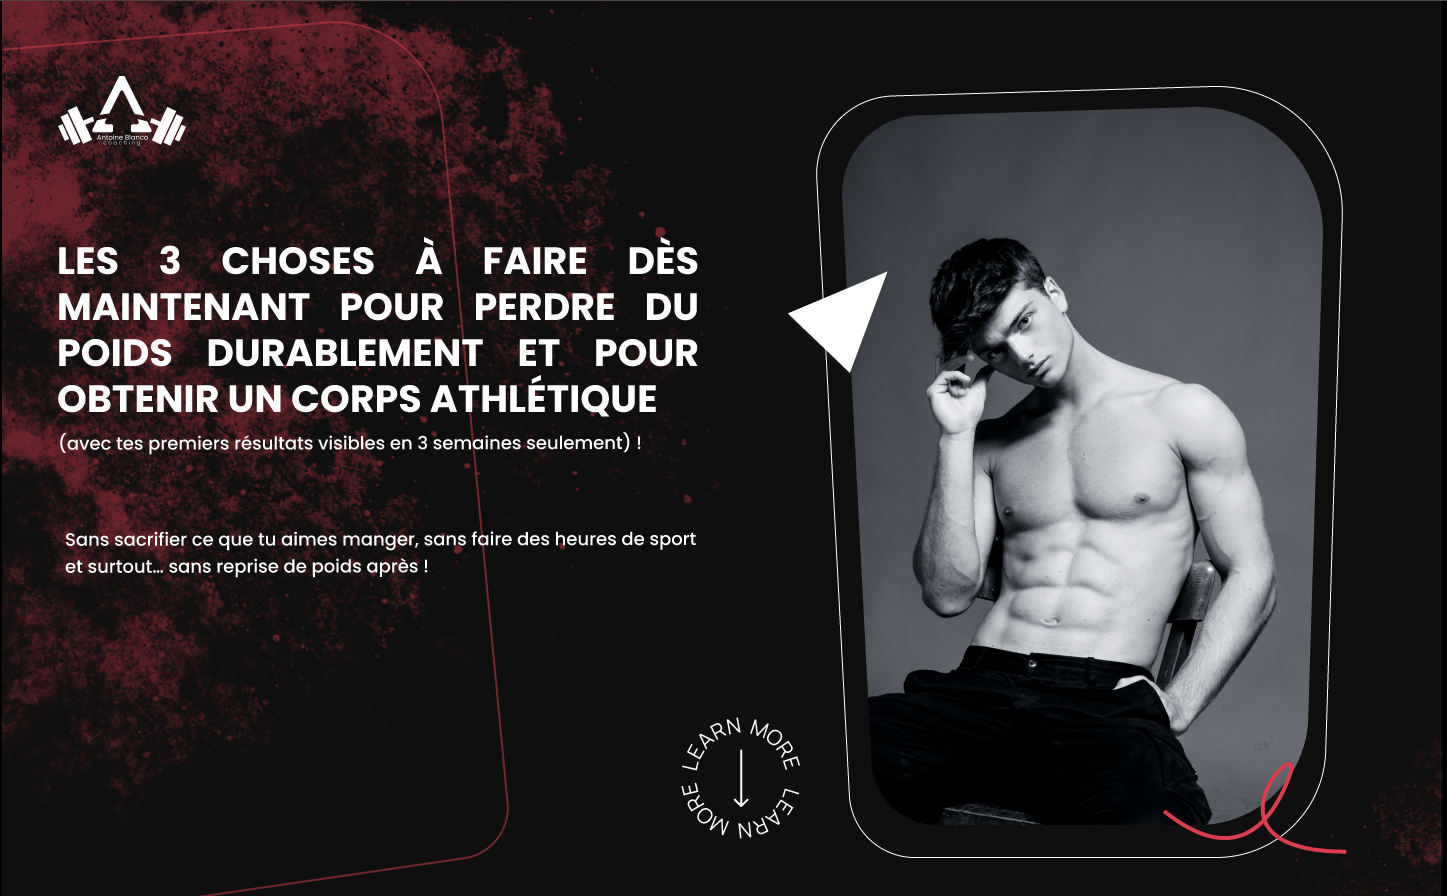 Antoine Blanco
coaching
LES 3 CHOSES À FAIRE DÈS
MAINTENANT POUR PERDRE DU
POIDS DURABLEMENT ET POUR
OBTENIR UN CORPS ATHLÉTIQUE
(avec tes premiers résultats visibles en 3 semaines seulement) !
Sans sacrifier ce que tu aimes manger, sans faire des heures de sport
et surtout... sans reprise de poids après !
LEARN MORE LEARN MORE